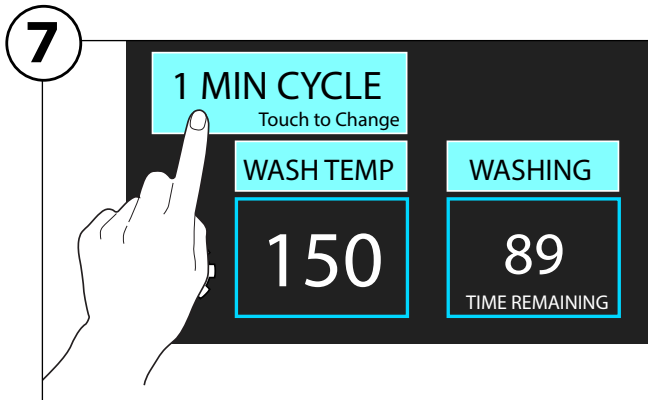 7
1 MIN CYCLE
Touch to Change
WASH TEMP
WASHING
150
89
TIME REMAINING